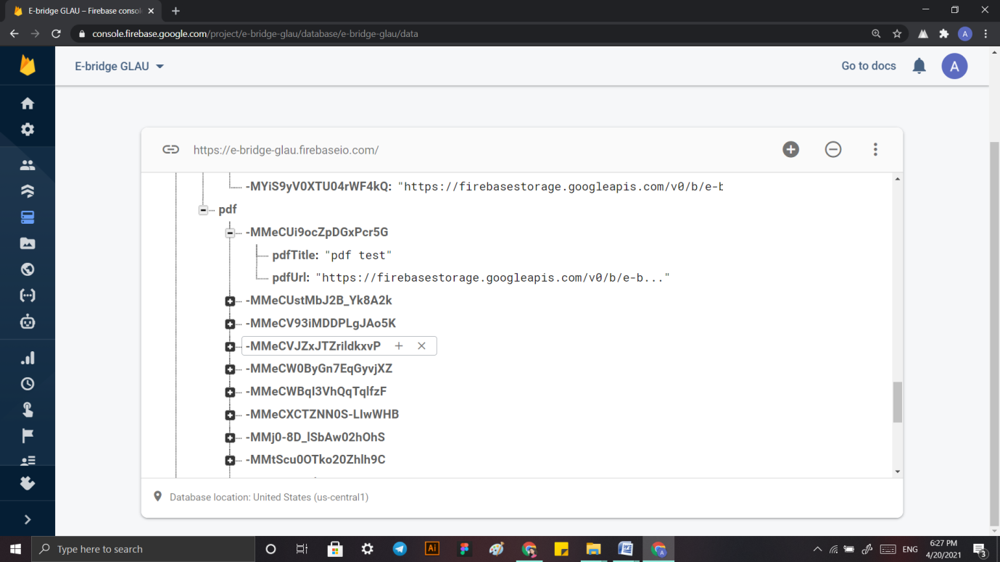 E-bridge GLAU – Firebase consol
console.firebase.google.com/project/e-bridge-glau/database/e-bridge-glau/data
A
E-bridge GLAU
Go to docs
A
https://e-bridge-glau.firebaseio.com/
-MYiS9yV0XTU04rWF4kQ: "https://firebasestorage.googleapis.com/v0/b/e-b
pdf
-MMeCUi9ocZpDGxPcr5G
pdfTitle: "pdf test"
pdfUrl: "https://firebasestorage.googleapis.com/v0/b/e-b..."
-MMeCUstMbJ2B_Yk8A2k
-MMeCV93iMDDPLgJAo5K
-MMeCVJZxJTZrildkxvP
-MMeCW0ByGn7EqGyvjXZ
-MMeCWBqI3VhQqTqlfzF
-MMeCXCTZNN0S-LIwWHB
-MMj0-8D_lSbAw02hOhS
-MMtScu0OTko20Zhlh9C
Database location: United States (us-central1)
Type here to search
Ai
A
ENG
6:27 PM
4/20/2021
3